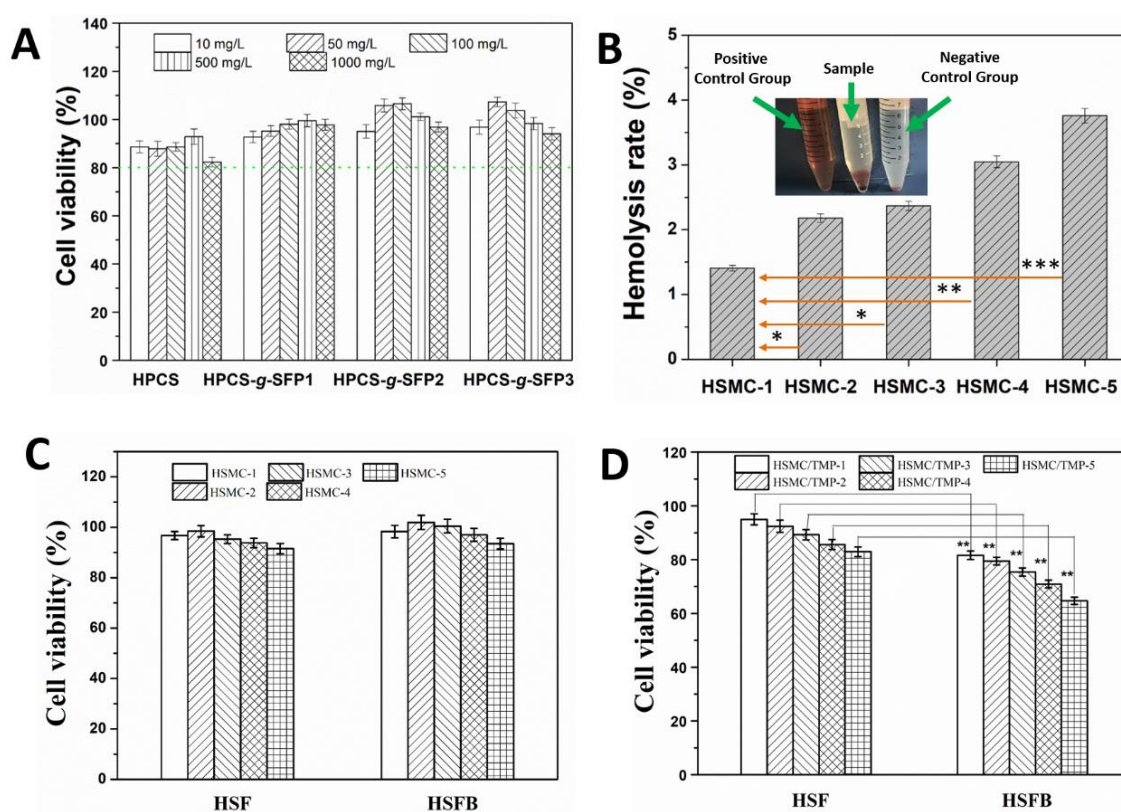 A
Cell viability (%)
140
120
100
80
60
40
20
0
10 mg/L 50 mg/L 100 mg/L
500 mg/L 1000 mg/L
HPCS HPCS-g-SFP1 HPCS-g-SFP2 HPCS-g-SFP3
B
Hemolysis rate (%)
5
4
3
2
1
0
Positive
Control Group
Sample
Negative
Control Group
***
**
*
*
HSMC-1 HSMC-2 HSMC-3 HSMC-4 HSMC-5
C
Cell viability (%)
120
100
80
60
40
20
0
HSMC-1 HSMC-3 HSMC-5
HSMC-2 HSMC-4
HSF HSFB
D
Cell viability (%)
120
100
80
60
40
20
0
HSMC/TMP-1 HSMC/TMP-3 HSMC/TMP-5
HSMC/TMP-2 HSMC/TMP-4
** ** ** ** **
HSF HSFB